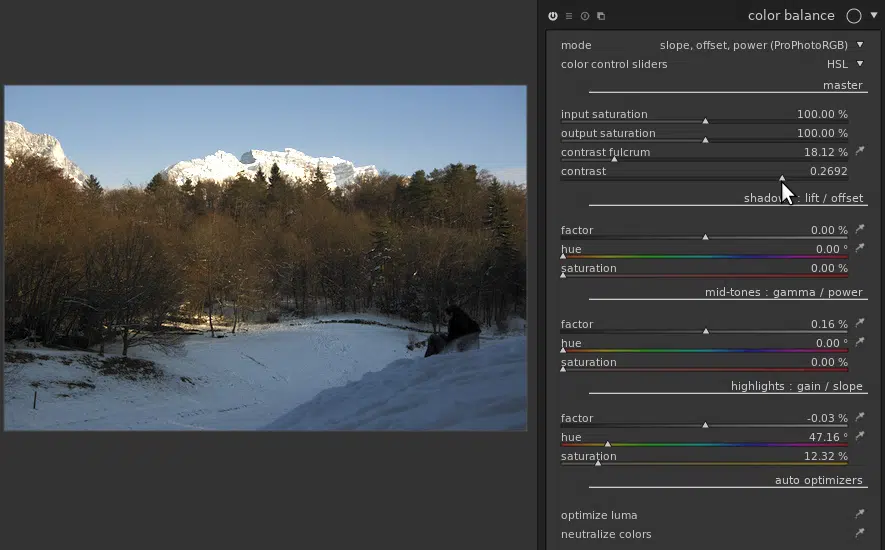 color balance
mode slope, offset, power (ProPhotoRGB)
color control sliders HSL
master
input saturation 100.00 %
output saturation 100.00 %
contrast fulcrum 18.12 %
contrast 0.2692
shadows : lift / offset
factor 0.00 %
hue 0.00 °
saturation 0.00 %
mid-tones : gamma / power
factor 0.16 %
hue 0.00 °
saturation 0.00 %
highlights : gain / slope
factor -0.03 %
hue 47.16 °
saturation 12.32 %
auto optimizers
optimize luma
neutralize colors